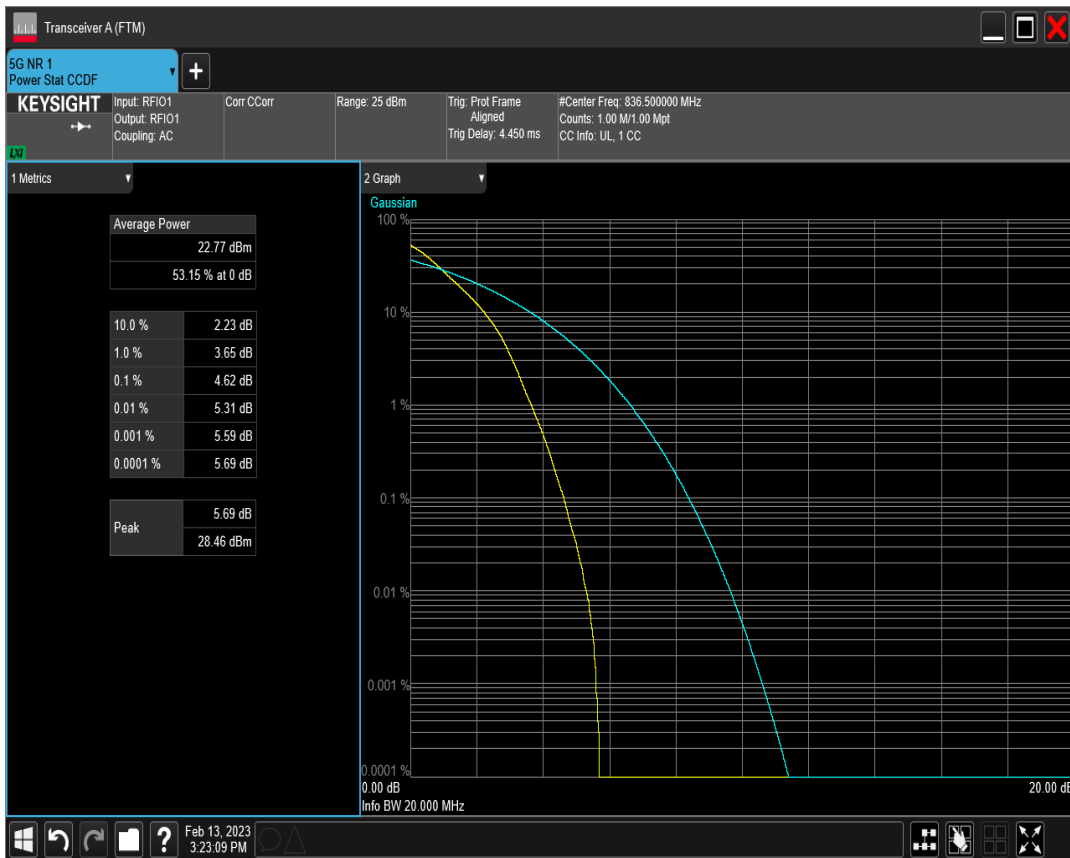 Transceiver A (FTM)
5G NR 1
Power Stat CCDF
+
KEYSIGHT
LXI
Input: RFIO1
Output: RFIO1
Coupling: AC
Corr CCorr
Range: 25 dBm
Trig: Prot Frame
Aligned
Trig Delay: 4.450 ms
#Center Freq: 836.500000 MHz
Counts: 1.00 M/1.00 Mpt
CC Info: UL, 1 CC
1 Metrics
Average Power
22.77 dBm
53.15 % at 0 dB
10.0 % 2.23 dB
1.0 % 3.65 dB
0.1 % 4.62 dB
0.01 % 5.31 dB
0.001 % 5.59 dB
0.0001 % 5.69 dB
Peak 5.69 dB
28.46 dBm
2 Graph
Gaussian
100 %
10 %
1 %
0.1 %
0.01 %
0.001 %
0.0001 %
0.00 dB 20.00 dB
Info BW 20.000 MHz
?
Feb 13, 2023
3:23:09 PM